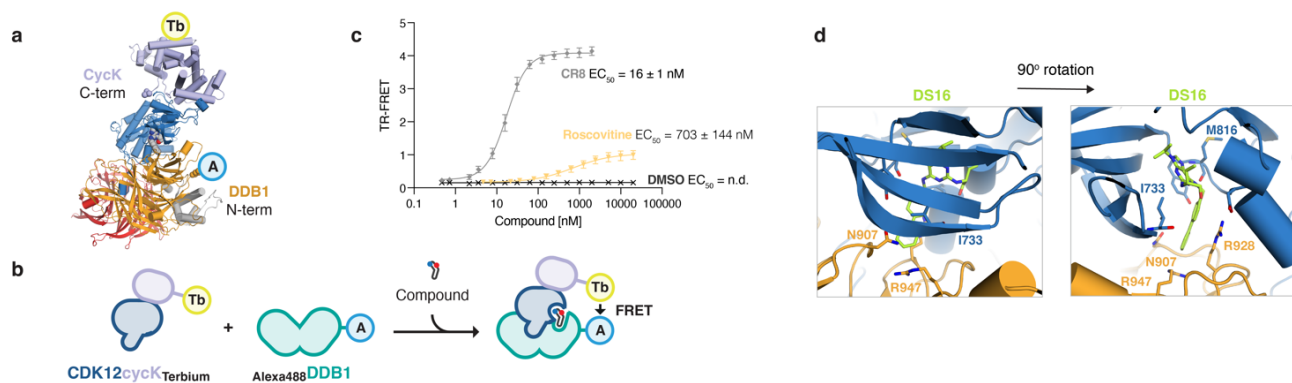 a
Tb
CycK
C-term
A
DDB1
N-term
b
Tb
+
A
CDK12cycKTerbium
Alexa488DDB1
Compound
Tb
FRET
A
c
TR-FRET
5
4
3
2
1
0
CR8 EC50 = 16 ± 1 nM
Roscovitine EC50 = 703 ± 144 nM
DMSO EC50 = n.d.
0.1 1 10 100 1000 10000 100000
Compound [nM]
d
90º rotation
DS16
I733
N907
R947
DS16
M816
I733
R928
N907
R947